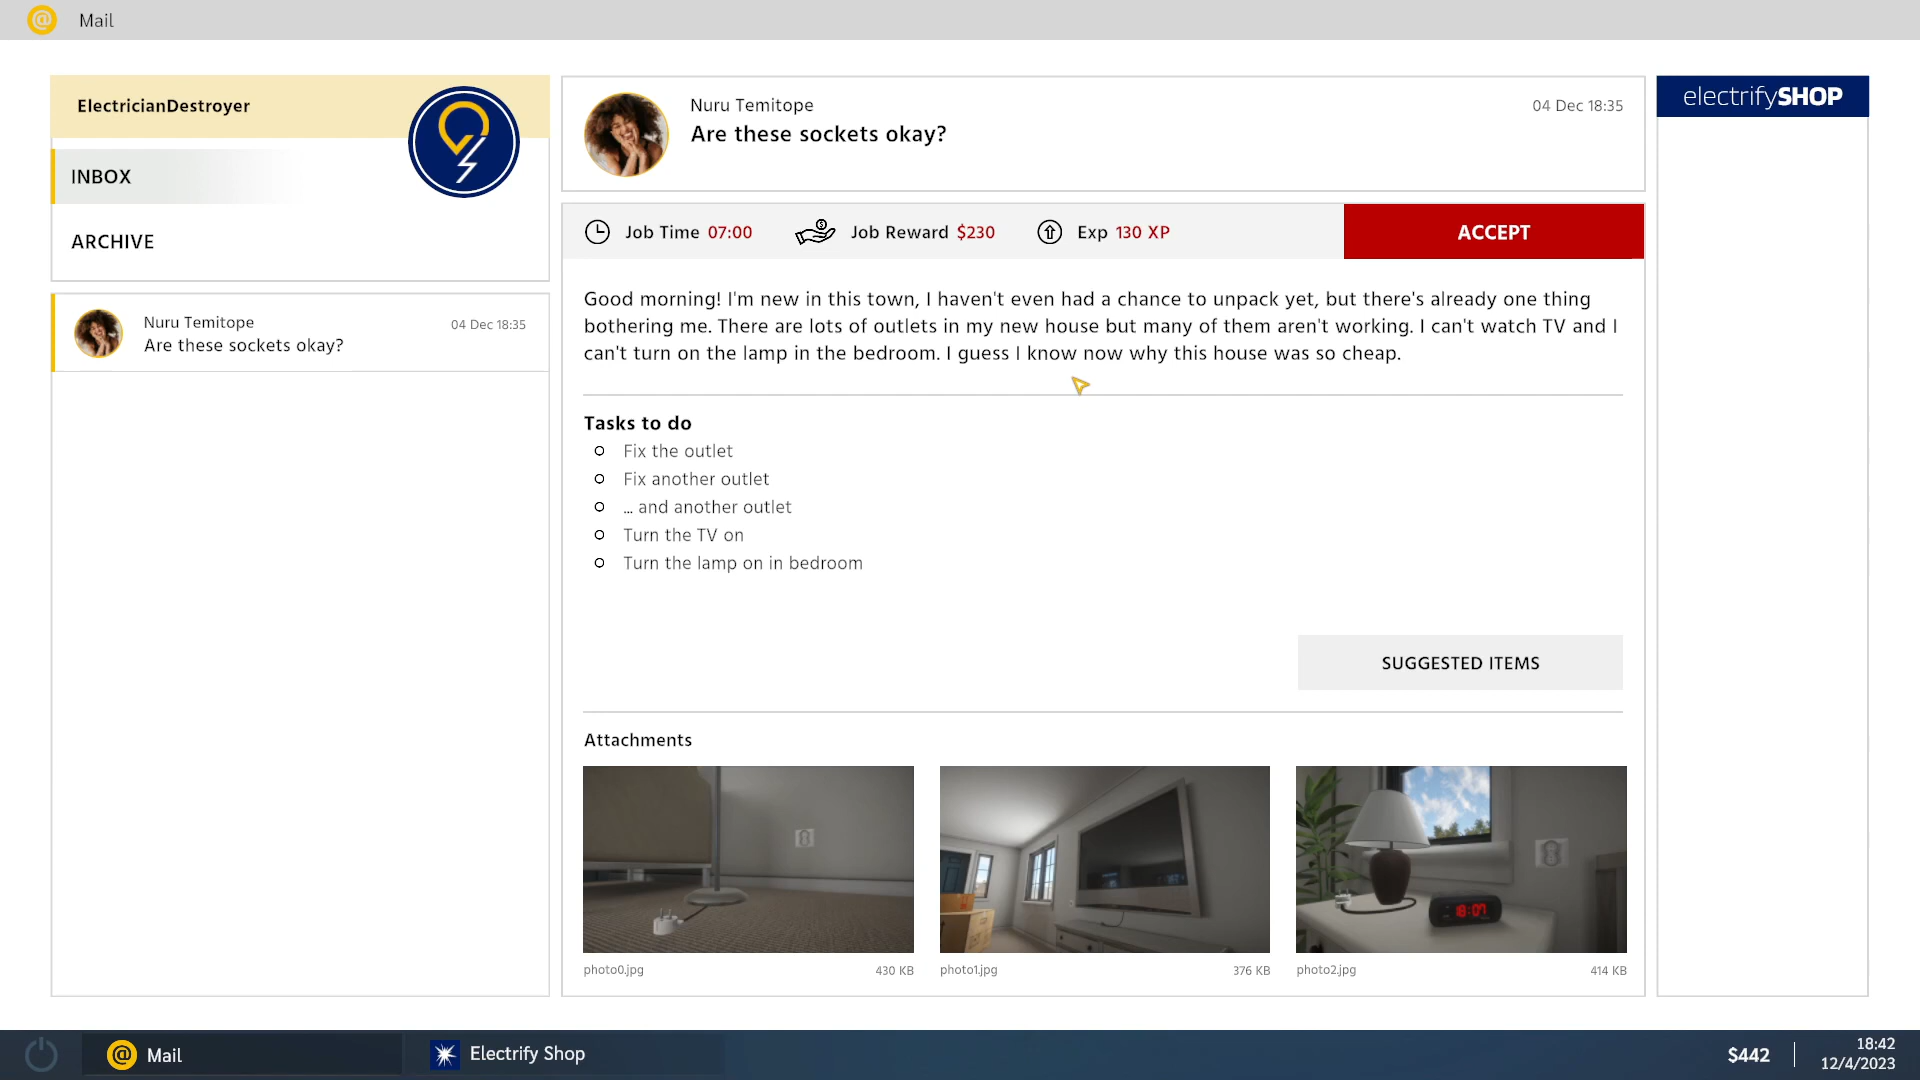 Mail
ElectricianDestroyer
INBOX
ARCHIVE
Nuru Temitope
04 Dec 18:35
Are these sockets okay?
Nuru Temitope
04 Dec 18:35
Are these sockets okay?
Job Time 07:00
Job Reward $230
Exp 130 XP
ACCEPT
Good morning! I'm new in this town, I haven't even had a chance to unpack yet, but there's already one thing
bothering me. There are lots of outlets in my new house but many of them aren't working. I can't watch TV and I
can't turn on the lamp in the bedroom. I guess I know now why this house was so cheap.
Tasks to do
Fix the outlet
Fix another outlet
... and another outlet
Turn the TV on
Turn the lamp on in bedroom
SUGGESTED ITEMS
Attachments
18:07
photo0.jpg
430 KB
photo1.jpg
376 KB
photo2.jpg
414 KB
electrifySHOP
Mail
Electrify Shop
$442
18:42
12/4/2023